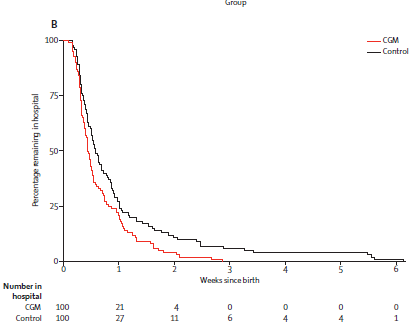 Group
B
CGM
Control
100
75
50
25
0
Percentage remaining in hospital
0 1 2 3 4 5 6
Weeks since birth
Number in
hospital
CGM 100 21 4 0 0 0 0
Control 100 27 11 6 4 4 1